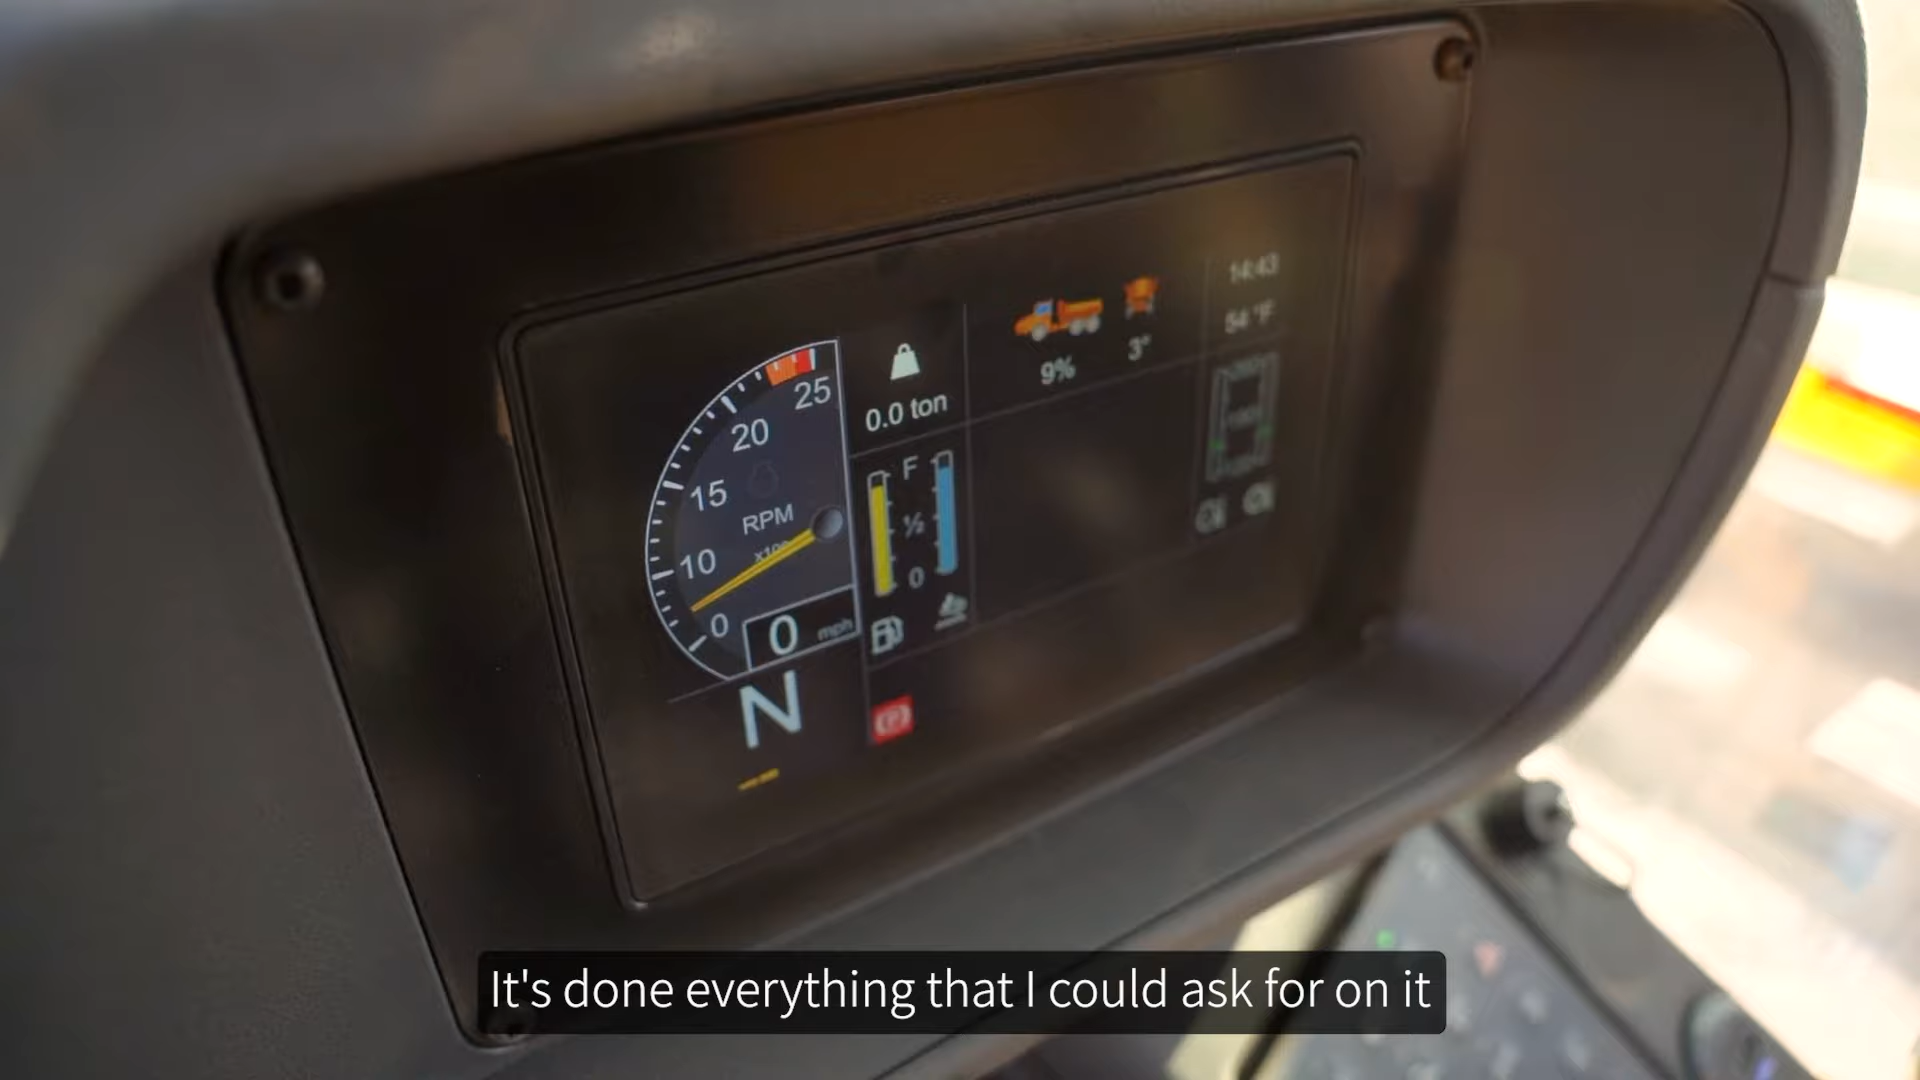 14:43
54 °F
9%
3°
25
20
15
10
0
RPM
x100
0 mph
N
0.0 ton
F
½
0
P
It's done everything that I could ask for on it